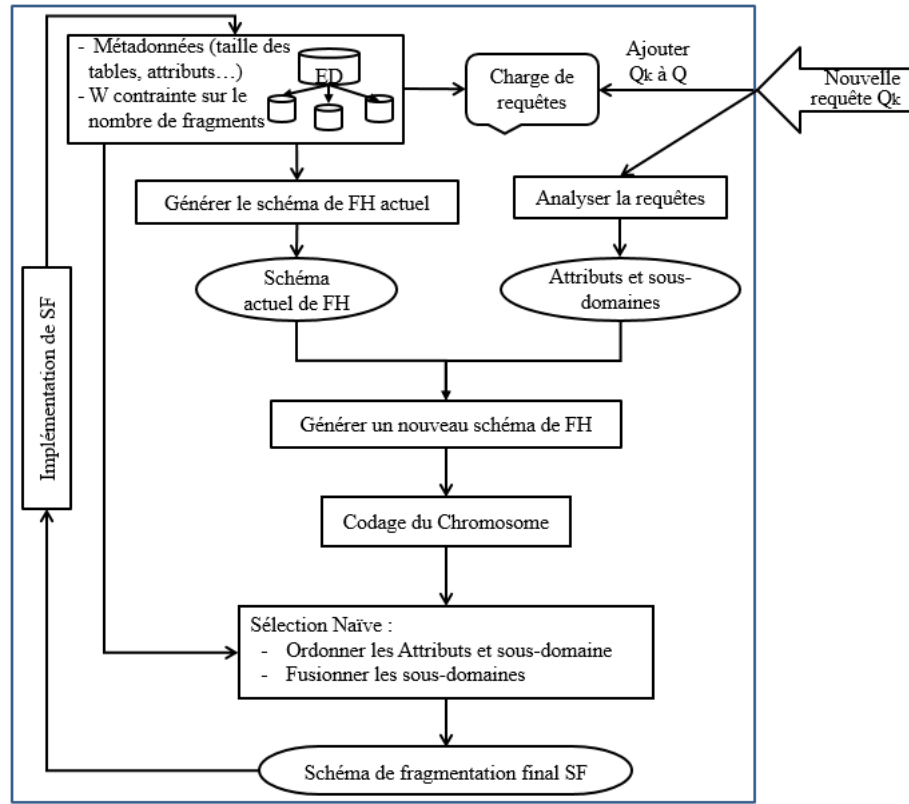 - Métadonnées (taille des
tables, attributs…)
- W contrainte sur le
nombre de fragments
ED
Charge de
requêtes
Ajouter
Qk à Q
Nouvelle
requête Qk
Générer le schéma de FH actuel
Analyser la requêtes
Schéma
actuel de FH
Attributs et sous-
domaines
Implémentation de SF
Générer un nouveau schéma de FH
Codage du Chromosome
Sélection Naïve :
- Ordonner les Attributs et sous-domaine
- Fusionner les sous-domaines
Schéma de fragmentation final SF